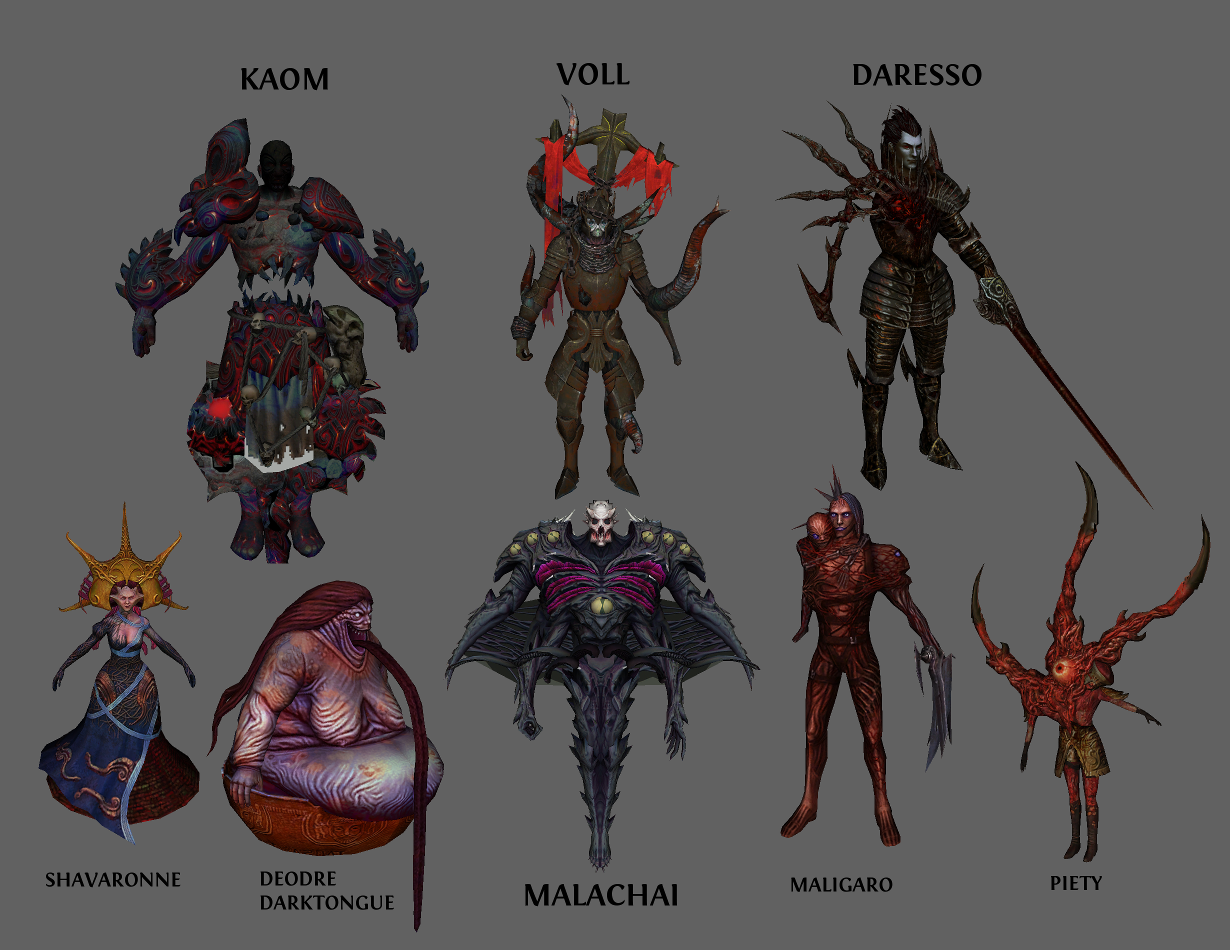 KAOM
VOLL
DARESSO
SHAVARONNE
DEODRE
DARKTONGUE
MALACHAI
MALIGARO
PIETY